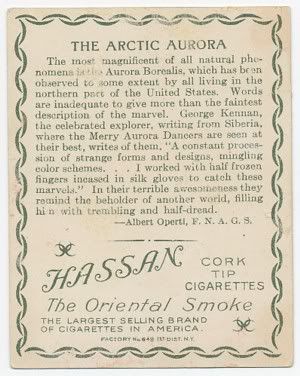 THE ARCTIC AURORA
The most magnificent of all natural phe-
nomena is the Aurora Borealis, which has been
observed to some extent by all living in the
northern part of the United States. Words
are inadequate to give more than the faintest
description of the marvel. George Kennan,
the celebrated explorer, writing from Siberia,
where the Merry Aurora Dancers are seen at
their best, writes of them, "A constant proces-
sion of strange forms and designs, mingling
color schemes. . . I worked with half frozen
fingers incased in silk gloves to catch these
marvels." In their terrible awesomeness they
remind the beholder of another world, filling
him with trembling and half-dread.
—Albert Operti, F. N. A. G. S.
HASSAN
CORK
TIP
CIGARETTES
The Oriental Smoke
THE LARGEST SELLING BRAND
OF CIGARETTES IN AMERICA.
FACTORY No 649 1ST DIST. N.Y.